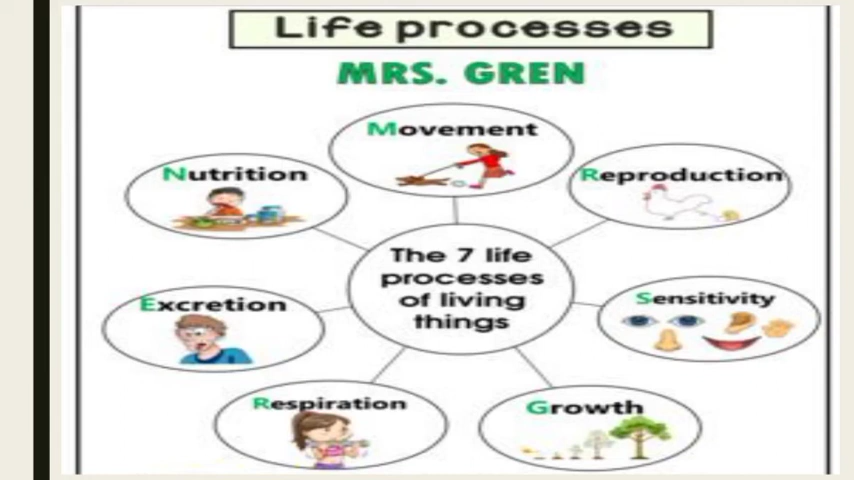 Life processes
MRS. GREN
Movement
Nutrition
Reproduction
The 7 life
processes
of living
things
Excretion
Sensitivity
Respiration
Growth